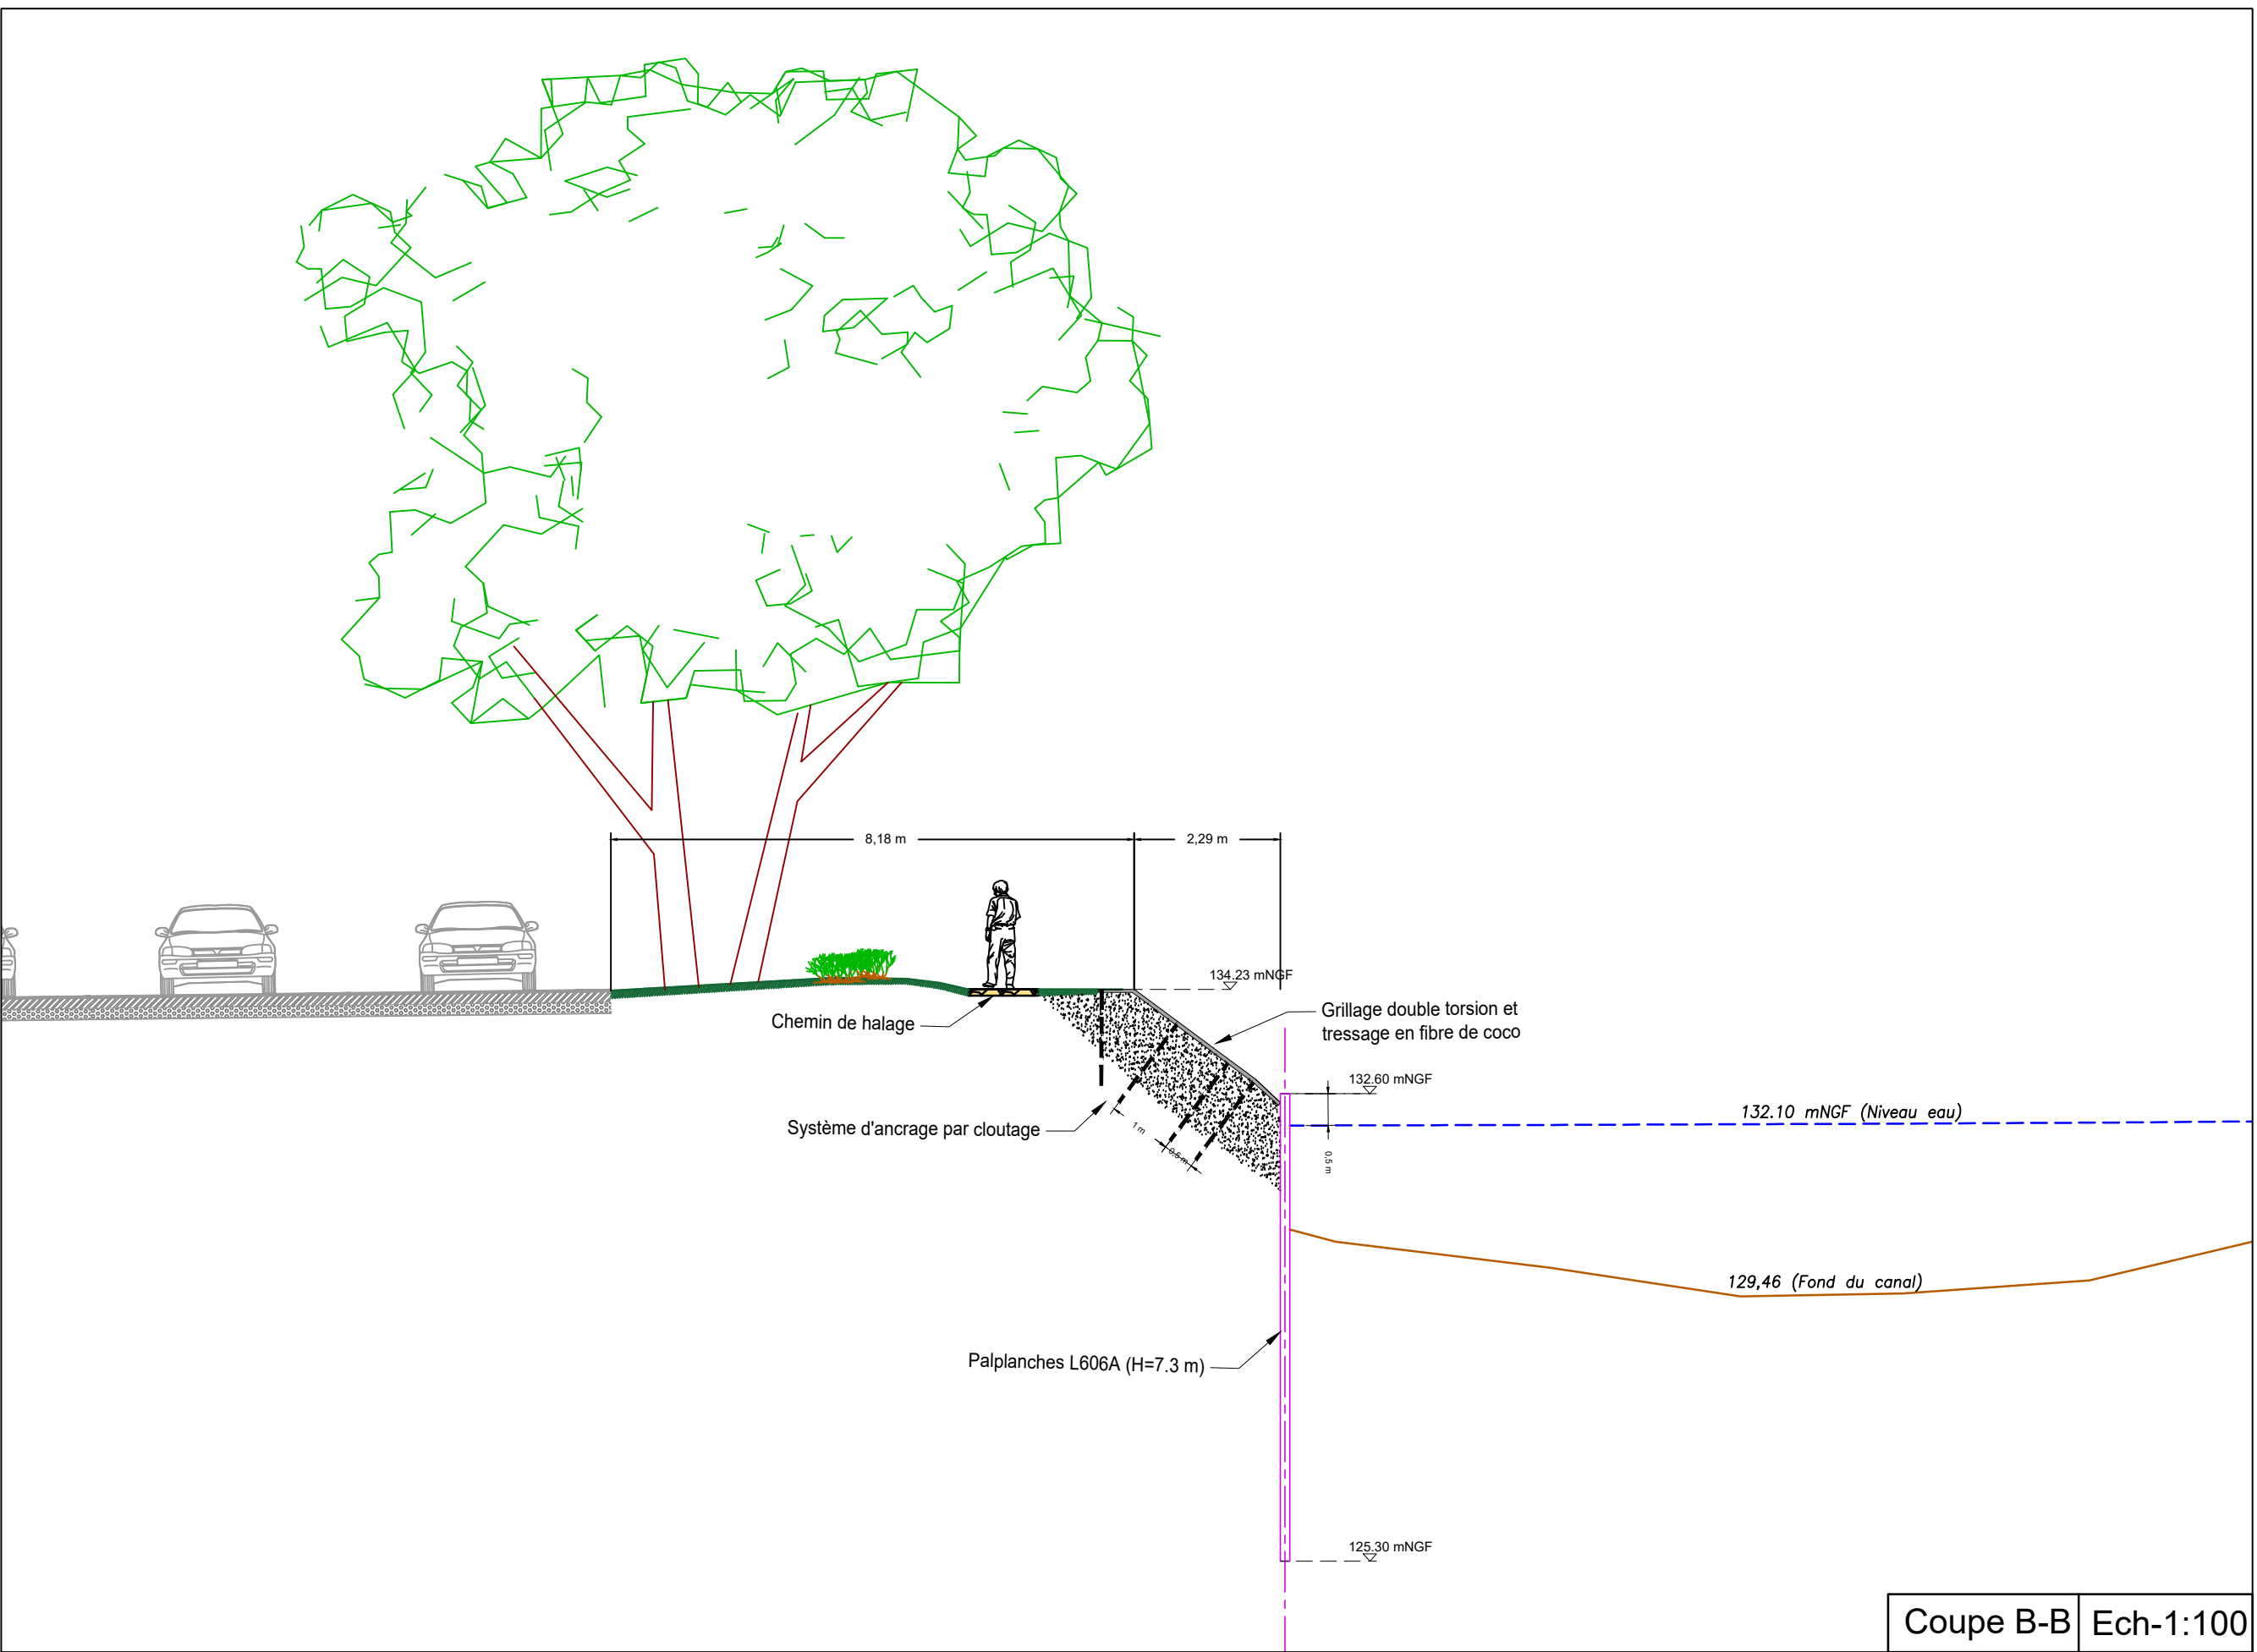 8,18 m
2,29 m
134.23 mNGF
Grillage double torsion et
tressage en fibre de coco
Chemin de halage
132.60 mNGF
132.10 mNGF (Niveau eau)
Système d'ancrage par cloutage
1 m
0,5 m
0,5 m
129,46 (Fond du canal)
Palplanches L606A (H=7.3 m)
125.30 mNGF
Coupe B-B
Ech-1:100